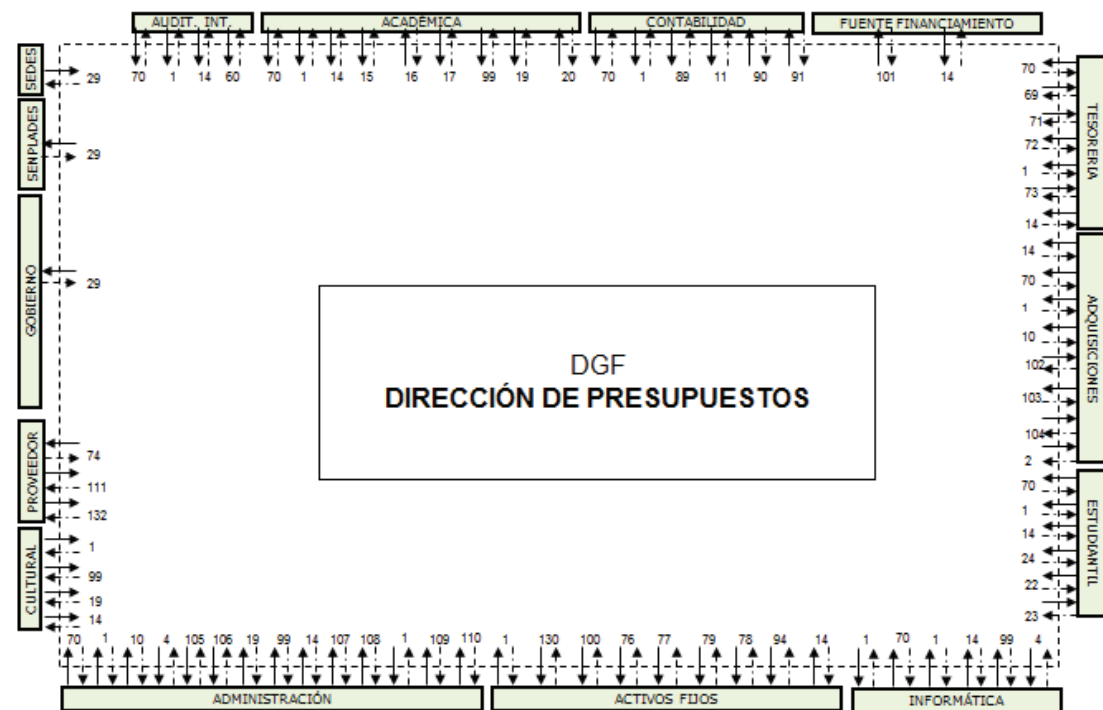 AUDIT. INT. ACADÉMICA CONTABILIDAD FUENTE FINANCIAMIENTO
70 1 14 60 70 1 14 15 16 17 99 19 20 70 1 89 11 90 91 101 14
SEDES
29
SENPLADES
29
GOBIERNO
29
PROVEEDOR
74
111
132
CULTURAL
1
99
19
14
DGF
DIRECCIÓN DE PRESUPUESTOS
TESORERIA
70
69
71
72
1
73
14
ADQUISICIONES
14
70
1
10
102
103
104
2
ESTUDIANTIL
70
1
14
24
22
23
70 1 10 4 105 106 19 99 14 107 108 1 109 110 1 130 100 76 77 79 78 94 14 1 70 1 14 99 4
ADMINISTRACIÓN ACTIVOS FIJOS INFORMÁTICA